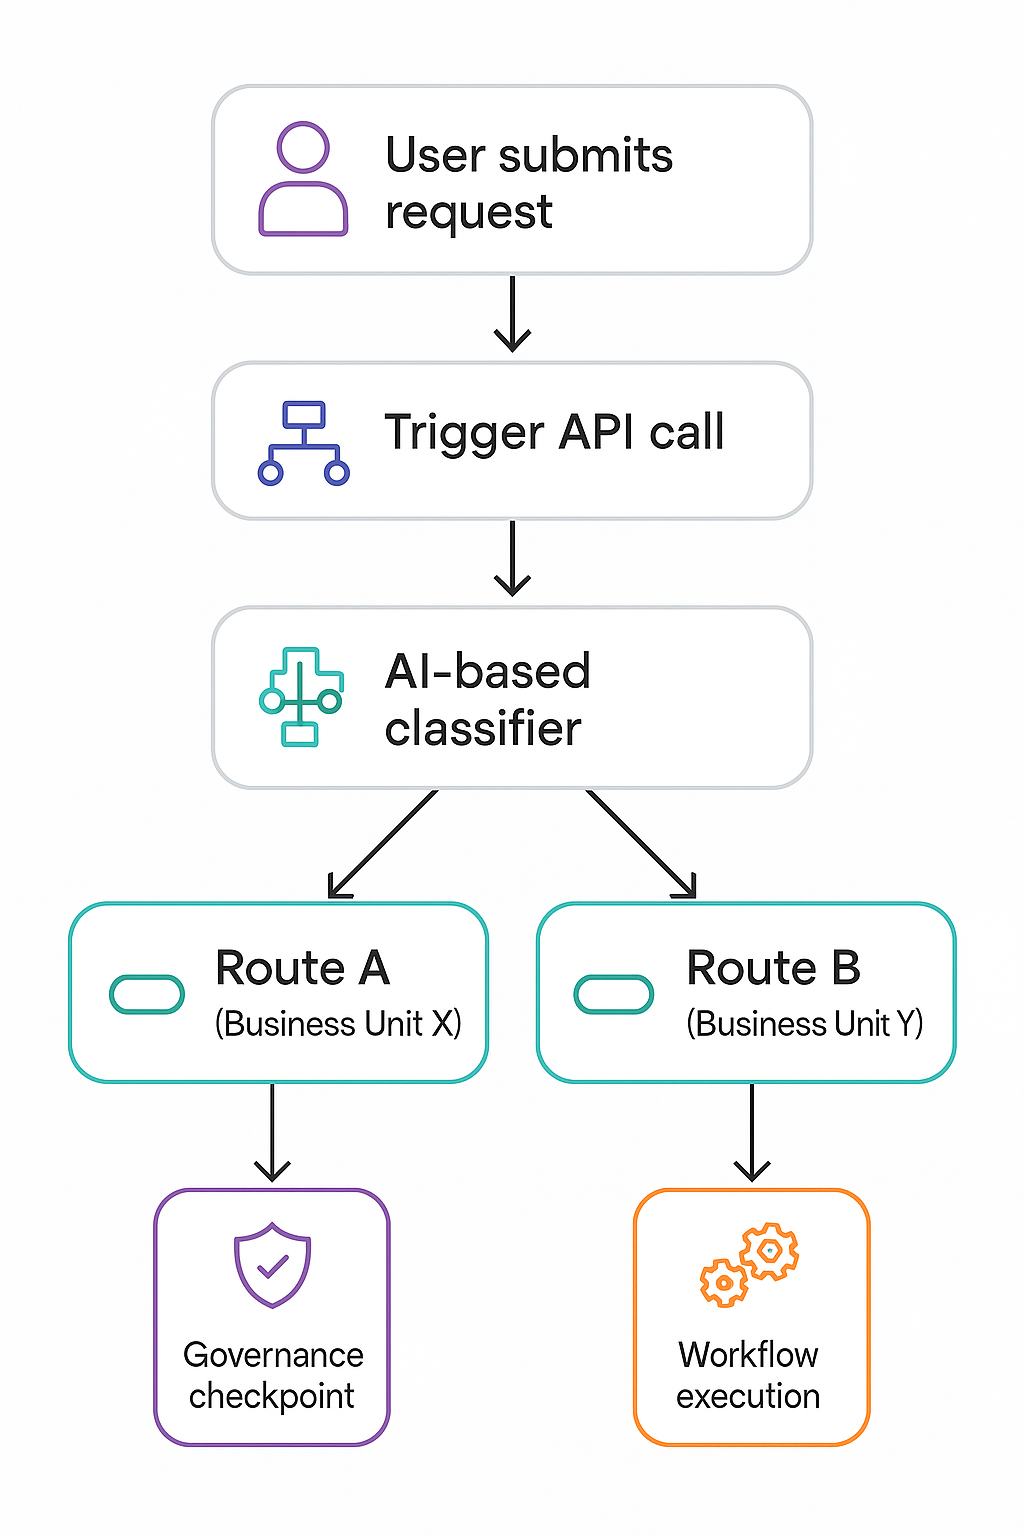 User submits
request
Trigger API call
AI-based
classifier
Route A
(Business Unit X)
Route B
(Business Unit Y)
Governance
checkpoint
Workflow
execution